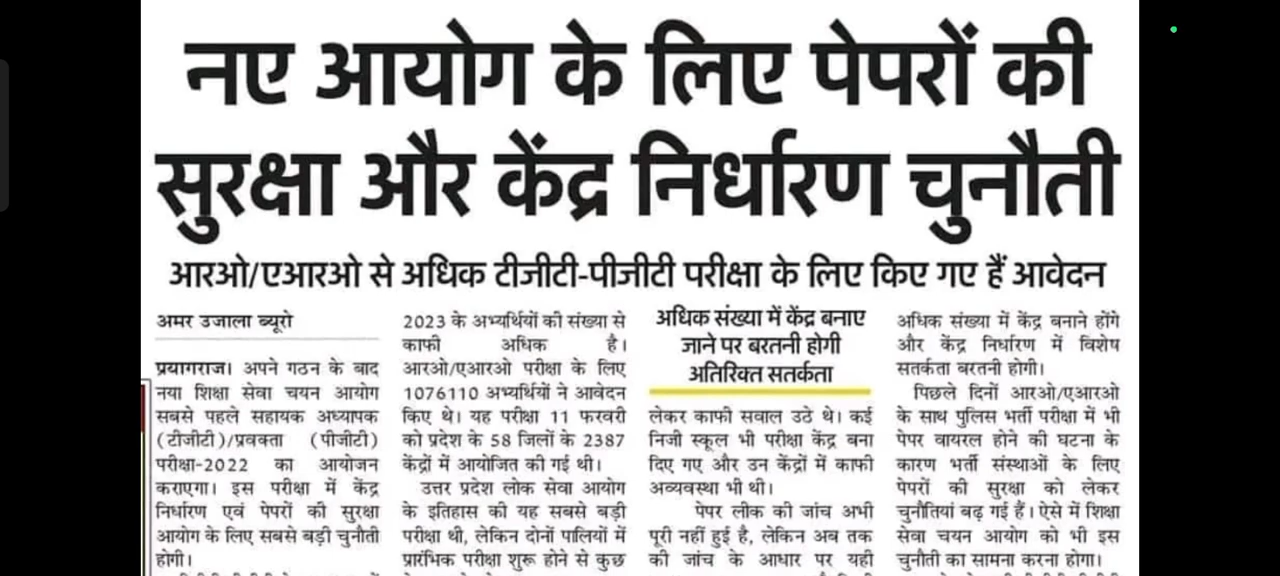 नए आयोग के लिए पेपरों की
सुरक्षा और केंद्र निर्धारण चुनौती
आरओ/एआरओ से अधिक टीजीटी-पीजीटी परीक्षा के लिए किए गए हैं आवेदन
अमर उजाला ब्यूरो
प्रयागराज। अपने गठन के बाद
नया शिक्षा सेवा चयन आयोग
सबसे पहले सहायक अध्यापक
(टीजीटी)/प्रवक्ता (पीजीटी)
परीक्षा-2022 का आयोजन
कराएगा। इस परीक्षा में केंद्र
निर्धारण एवं पेपरों की सुरक्षा
आयोग के लिए सबसे बड़ी चुनौती
होगी।
2023 के अभ्यर्थियों की संख्या से
काफी अधिक है।
आरओ/एआरओ परीक्षा के लिए
1076110 अभ्यर्थियों ने आवेदन
किए थे। यह परीक्षा 11 फरवरी
को प्रदेश के 58 जिलों के 2387
केंद्रों में आयोजित की गई थी।
उत्तर प्रदेश लोक सेवा आयोग
के इतिहास की यह सबसे बड़ी
परीक्षा थी, लेकिन दोनों पालियों में
प्रारंभिक परीक्षा शुरू होने से कुछ
अधिक संख्या में केंद्र बनाए
जाने पर बरतनी होगी
अतिरिक्त सतर्कता
लेकर काफी सवाल उठे थे। कई
निजी स्कूल भी परीक्षा केंद्र बना
दिए गए और उन केंद्रों में काफी
अव्यवस्था भी थी।
पेपर लीक की जांच अभी
पूरी नहीं हुई है, लेकिन अब तक
की जांच के आधार पर यही
अधिक संख्या में केंद्र बनाने होंगे
और केंद्र निर्धारण में विशेष
सतर्कता बरतनी होगी।
पिछले दिनों आरओ/एआरओ
के साथ पुलिस भर्ती परीक्षा में भी
पेपर वायरल होने की घटना के
कारण भर्ती संस्थाओं के लिए
पेपरों की सुरक्षा को लेकर
चुनौतियां बढ़ गई हैं। ऐसे में शिक्षा
सेवा चयन आयोग को भी इस
चुनौती का सामना करना होगा।